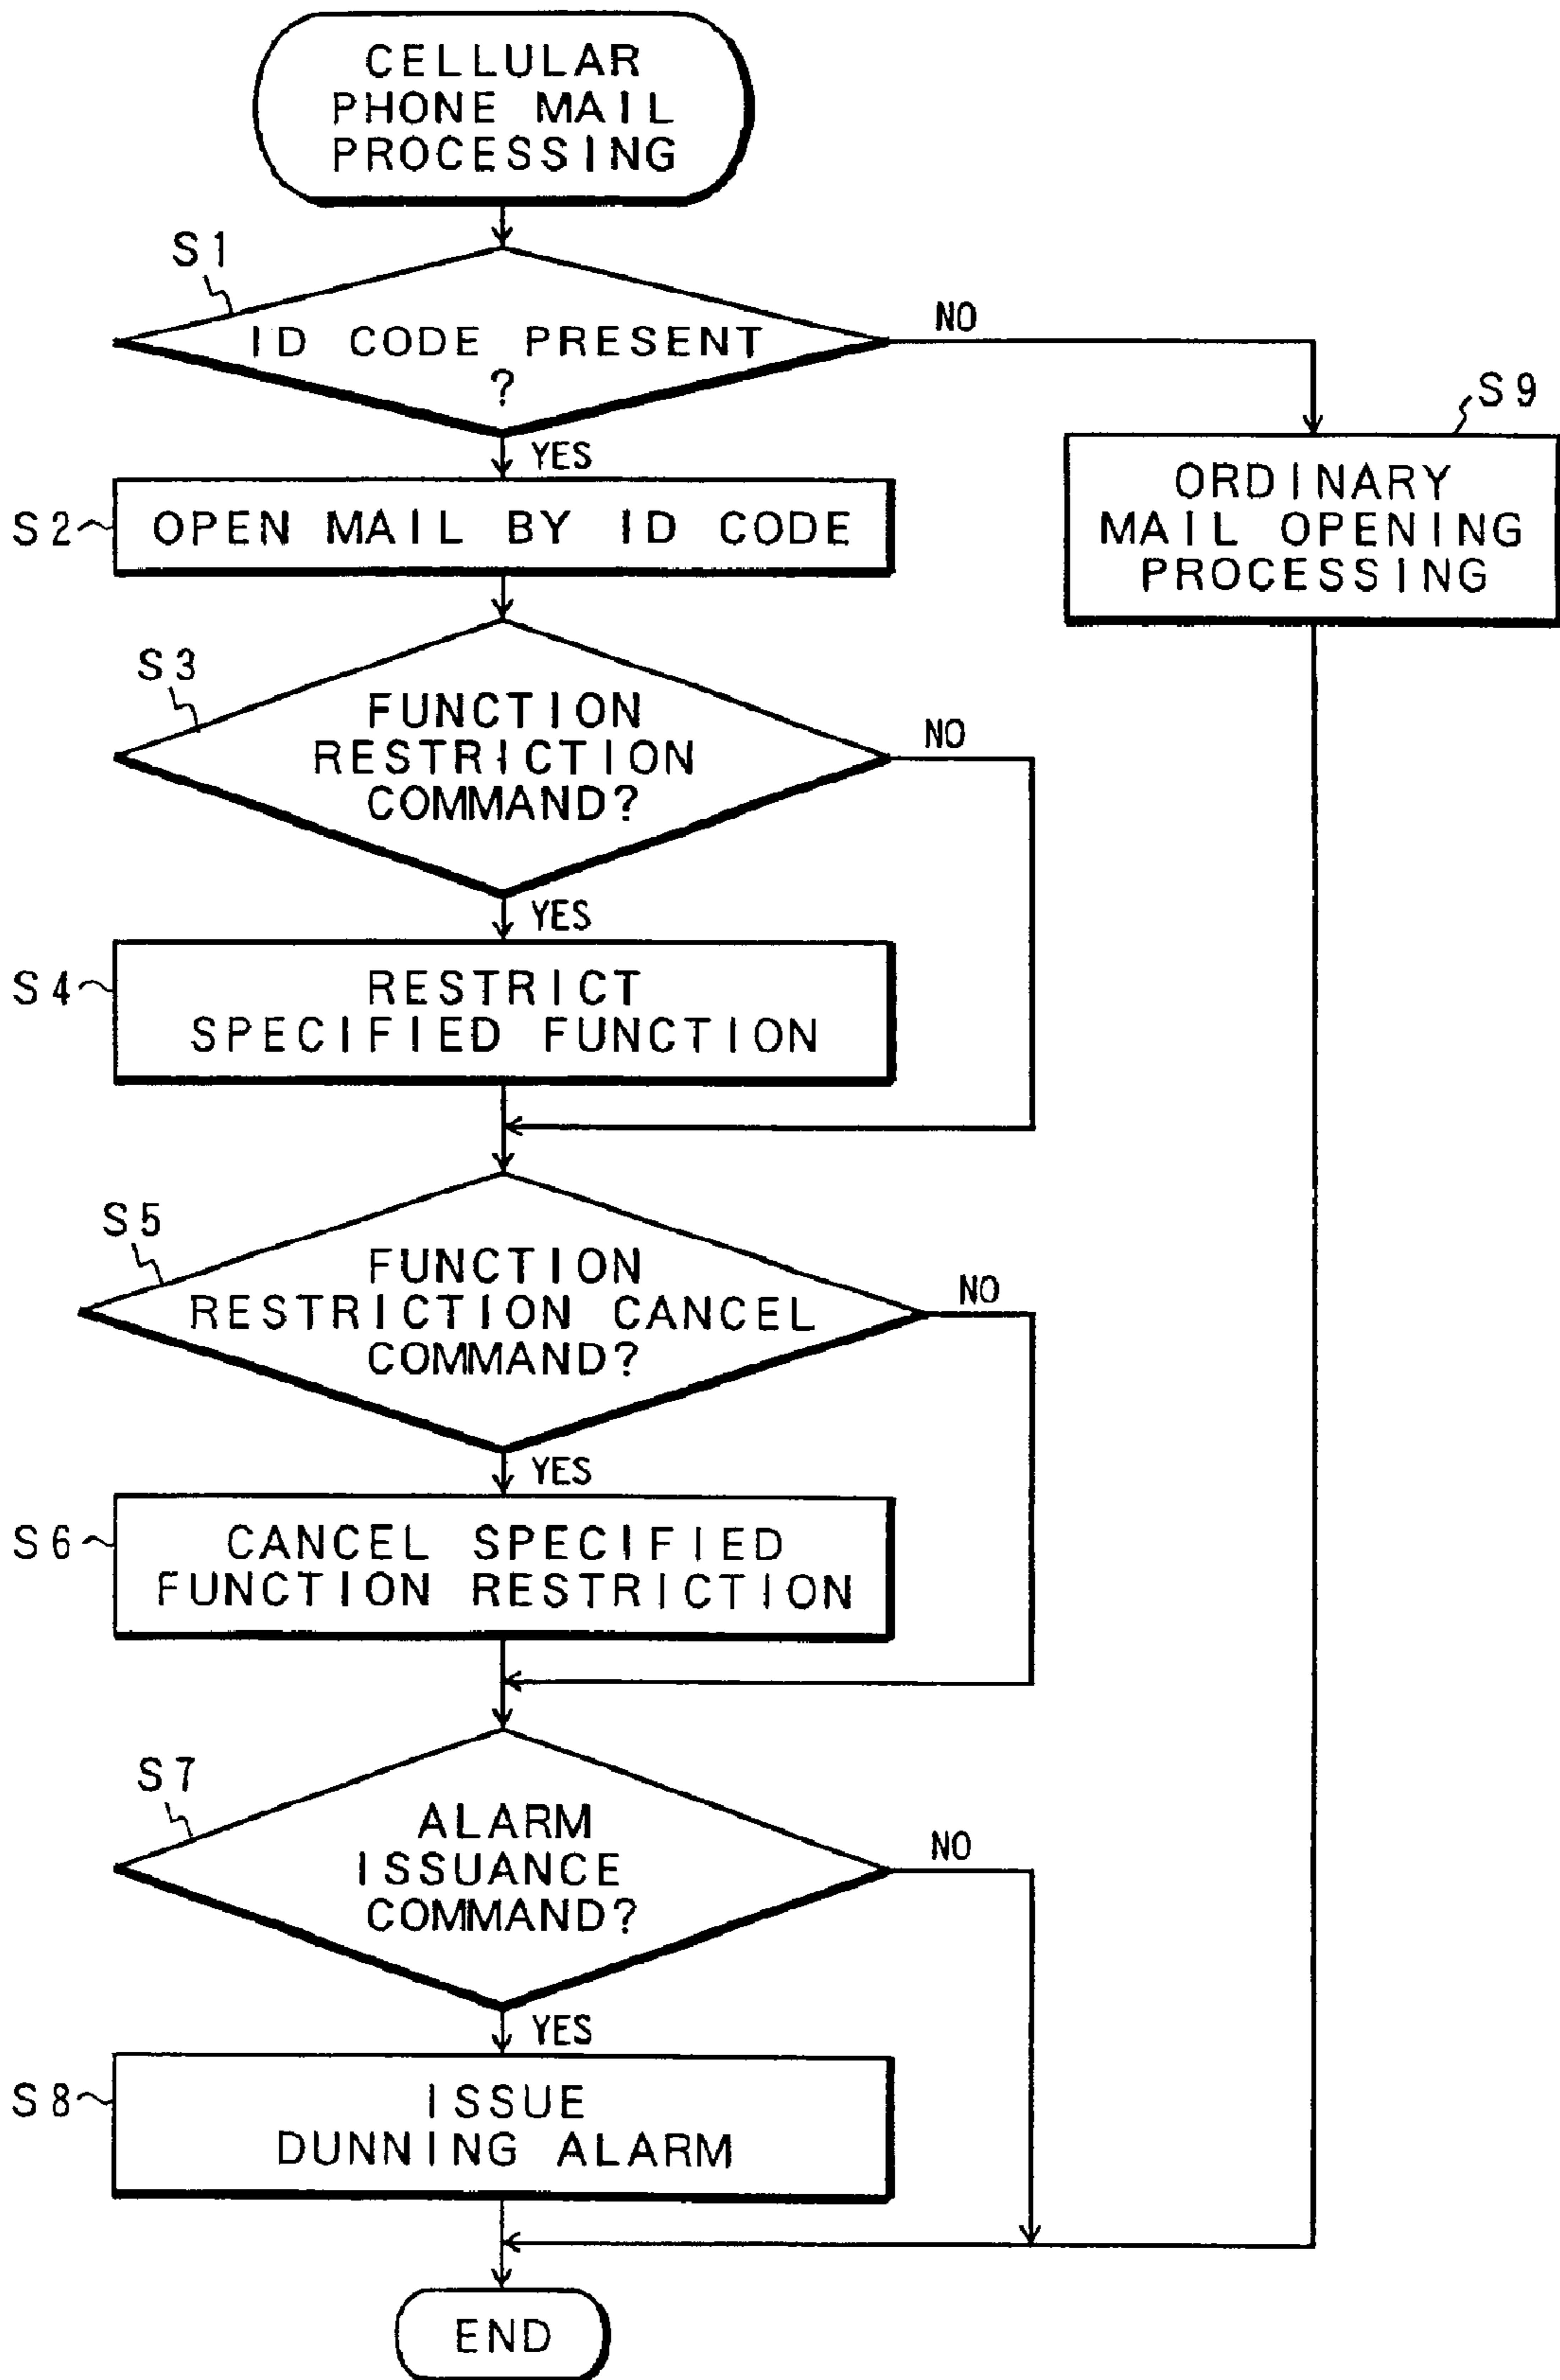 CELLULAR
PHONE MAIL
PROCESSING
S1
ID CODE PRESENT
?
NO
YES
S9
ORDINARY
MAIL OPENING
PROCESSING
S2
OPEN MAIL BY ID CODE
S3
FUNCTION
RESTRICTION
COMMAND?
NO
YES
S4
RESTRICT
SPECIFIED FUNCTION
S5
FUNCTION
RESTRICTION CANCEL
COMMAND?
NO
YES
S6
CANCEL SPECIFIED
FUNCTION RESTRICTION
S7
ALARM
ISSUANCE
COMMAND?
NO
YES
S8
ISSUE
DUNNING ALARM
END